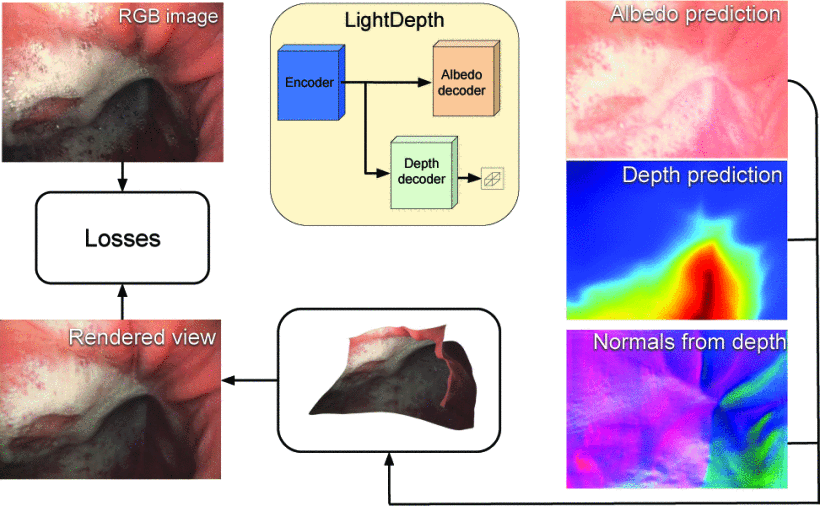 RGB image
LightDepth
Encoder
Albedo
decoder
Depth
decoder
Albedo prediction
Depth prediction
Losses
Rendered view
Normals from depth